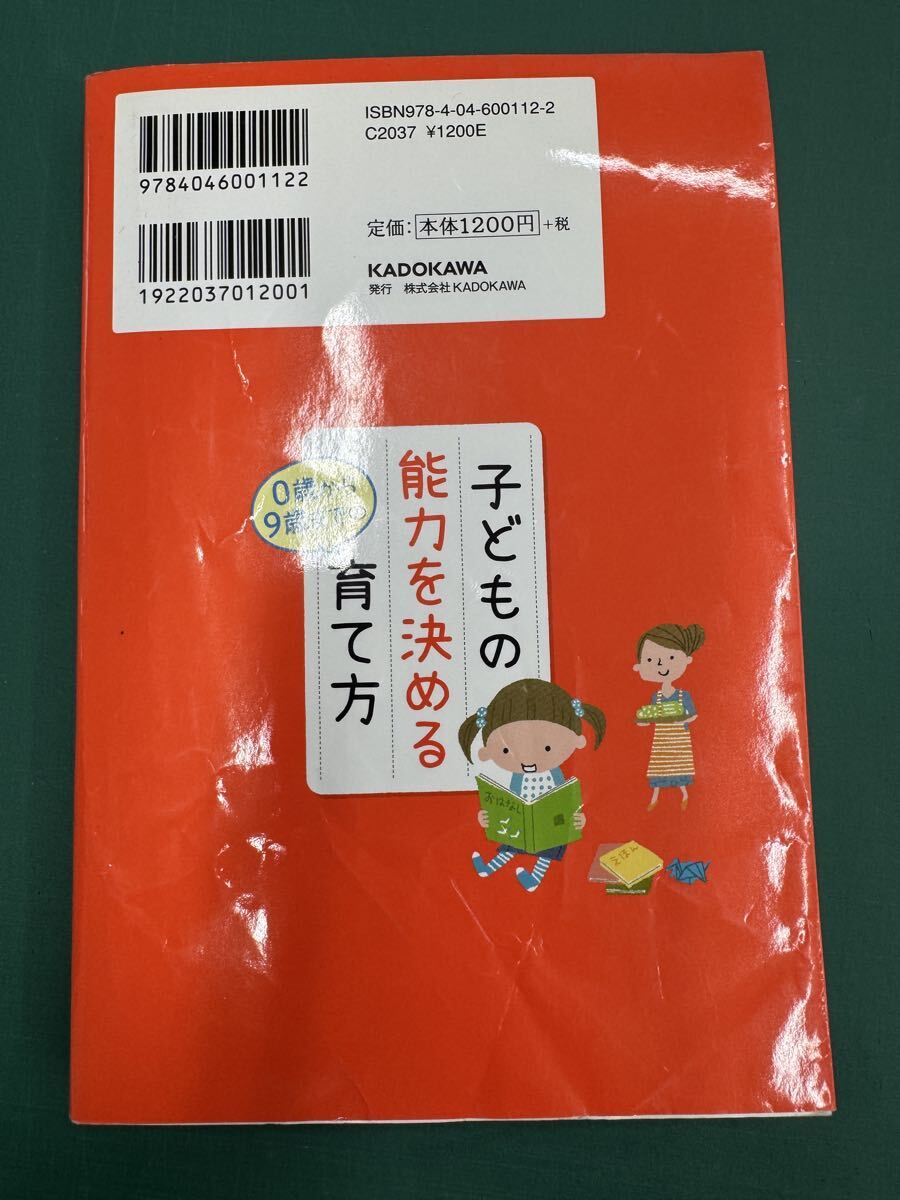 ISBN978-4-04-600112-2
C2037 ¥1200E
9784046001122
定価: 本体1200円 +税
1922037012001
KADOKAWA
発行 株式会社KADOKAWA
子どもの
能力を決める
0歳から
9歳
育て方
おはなし
えほん